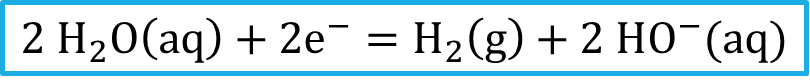 2 H₂O(aq) + 2e⁻ = H₂(g) + 2 HO⁻(aq)